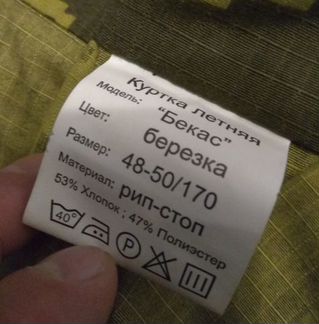 Куртка летняя
Модель: "Бекас"
Цвет: березка
Размер: 48-50/170
Материал: рип-стоп
53% Хлопок ; 47% Полиэстер
40° P